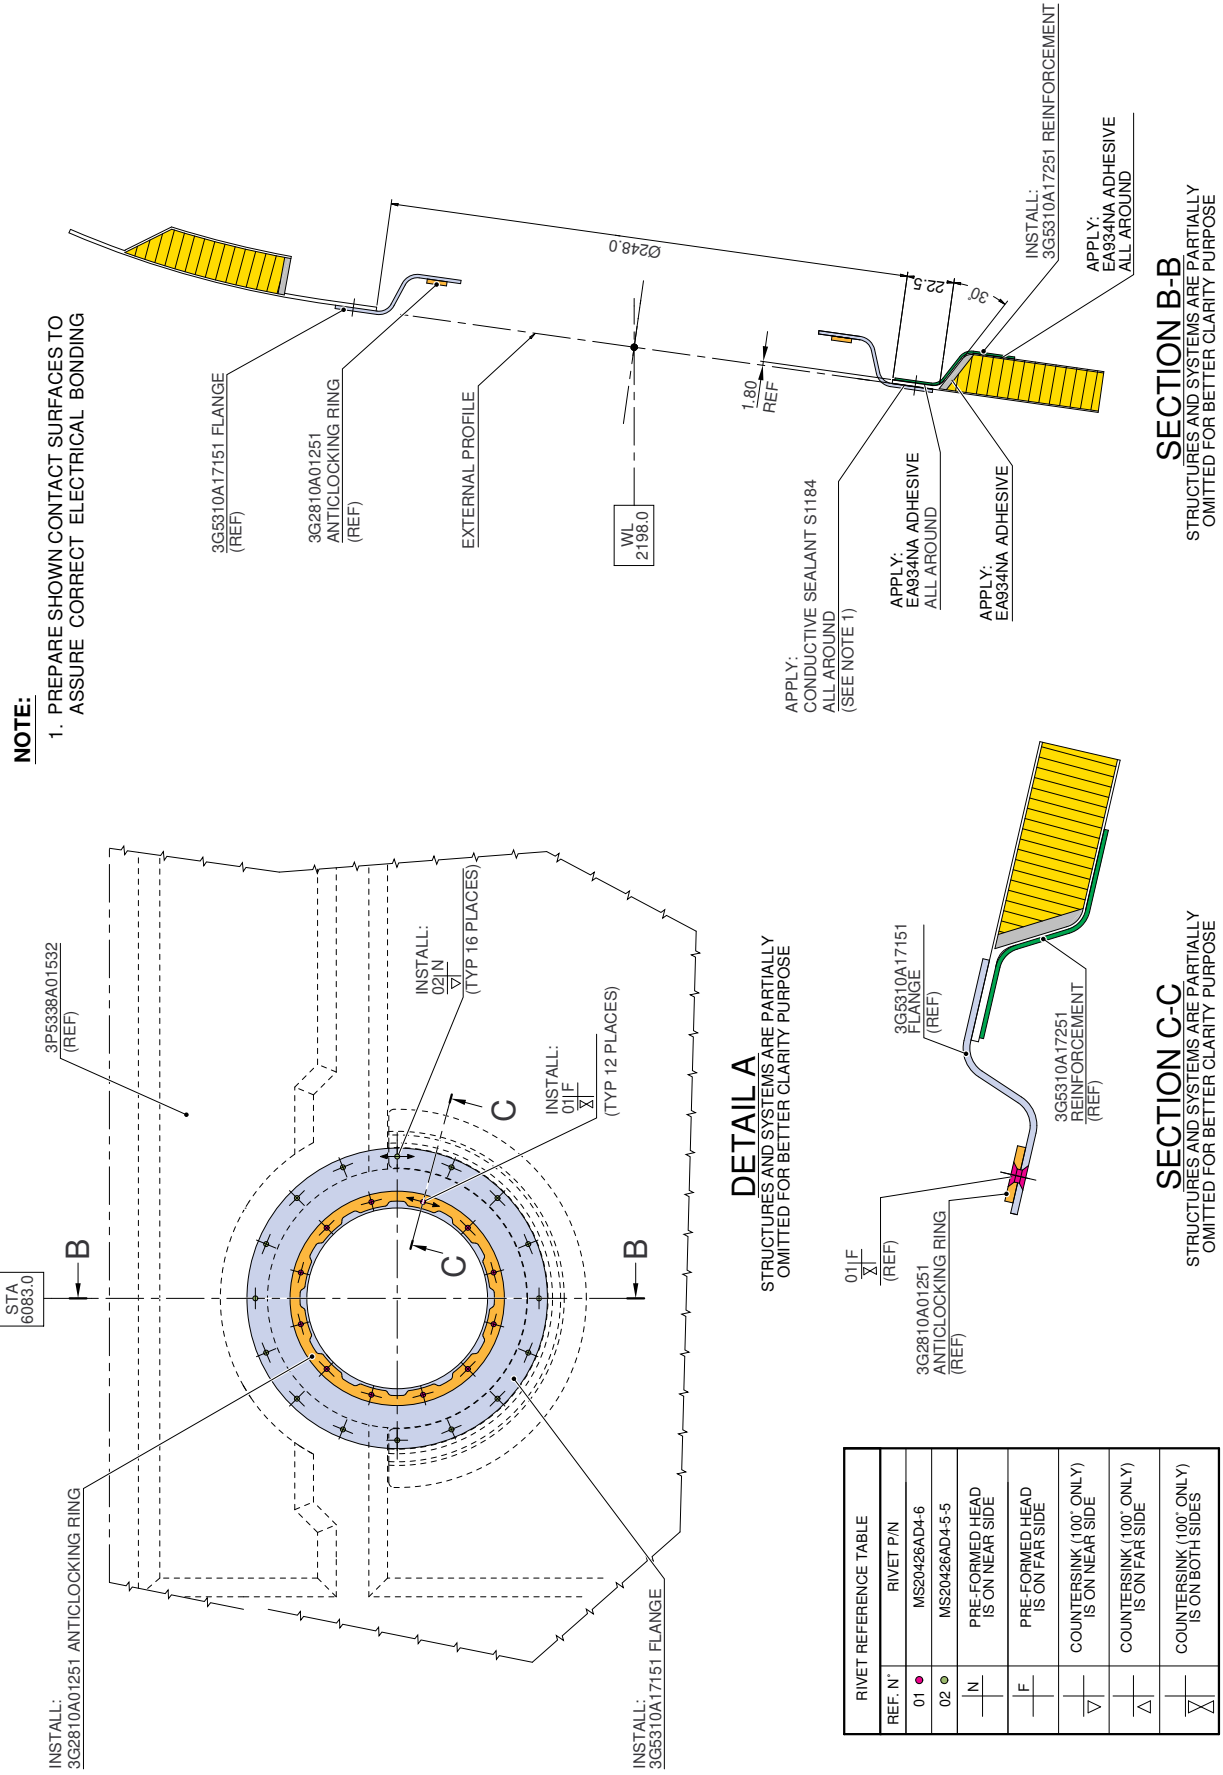 NOTE:
1. PREPARE SHOWN CONTACT SURFACES TO
ASSURE CORRECT ELECTRICAL BONDING
STA
6083.0
B
B
C
C
INSTALL:
3G2810A01251 ANTICLOCKING RING
INSTALL:
3G5310A17151 FLANGE
3P5338A01532
(REF)
INSTALL:
02 N
(TYP 16 PLACES)
INSTALL:
01 F
(TYP 12 PLACES)
DETAIL A
STRUCTURES AND SYSTEMS ARE PARTIALLY
OMITTED FOR BETTER CLARITY PURPOSE
3G5310A17151 FLANGE
(REF)
3G2810A01251
ANTICLOCKING RING
(REF)
EXTERNAL PROFILE
WL
2198.0
Ø248.0
22.5
30°
1.80
REF
APPLY:
CONDUCTIVE SEALANT S1184
ALL AROUND
(SEE NOTE 1)
APPLY:
EA934NA ADHESIVE
ALL AROUND
APPLY:
EA934NA ADHESIVE
INSTALL:
3G5310A17251 REINFORCEMENT
APPLY:
EA934NA ADHESIVE
ALL AROUND
SECTION B-B
STRUCTURES AND SYSTEMS ARE PARTIALLY
OMITTED FOR BETTER CLARITY PURPOSE
01 F
(REF)
3G2810A01251
ANTICLOCKING RING
(REF)
3G5310A17151
FLANGE
(REF)
3G5310A17251
REINFORCEMENT
(REF)
SECTION C-C
STRUCTURES AND SYSTEMS ARE PARTIALLY
OMITTED FOR BETTER CLARITY PURPOSE
RIVET REFERENCE TABLE
REF. N° RIVET P/N
01 MS20426AD4-6
02 MS20426AD4-5-5
N PRE-FORMED HEAD
IS ON NEAR SIDE
F PRE-FORMED HEAD
IS ON FAR SIDE
COUNTERSINK (100° ONLY)
IS ON NEAR SIDE
COUNTERSINK (100° ONLY)
IS ON FAR SIDE
COUNTERSINK (100° ONLY)
IS ON BOTH SIDES